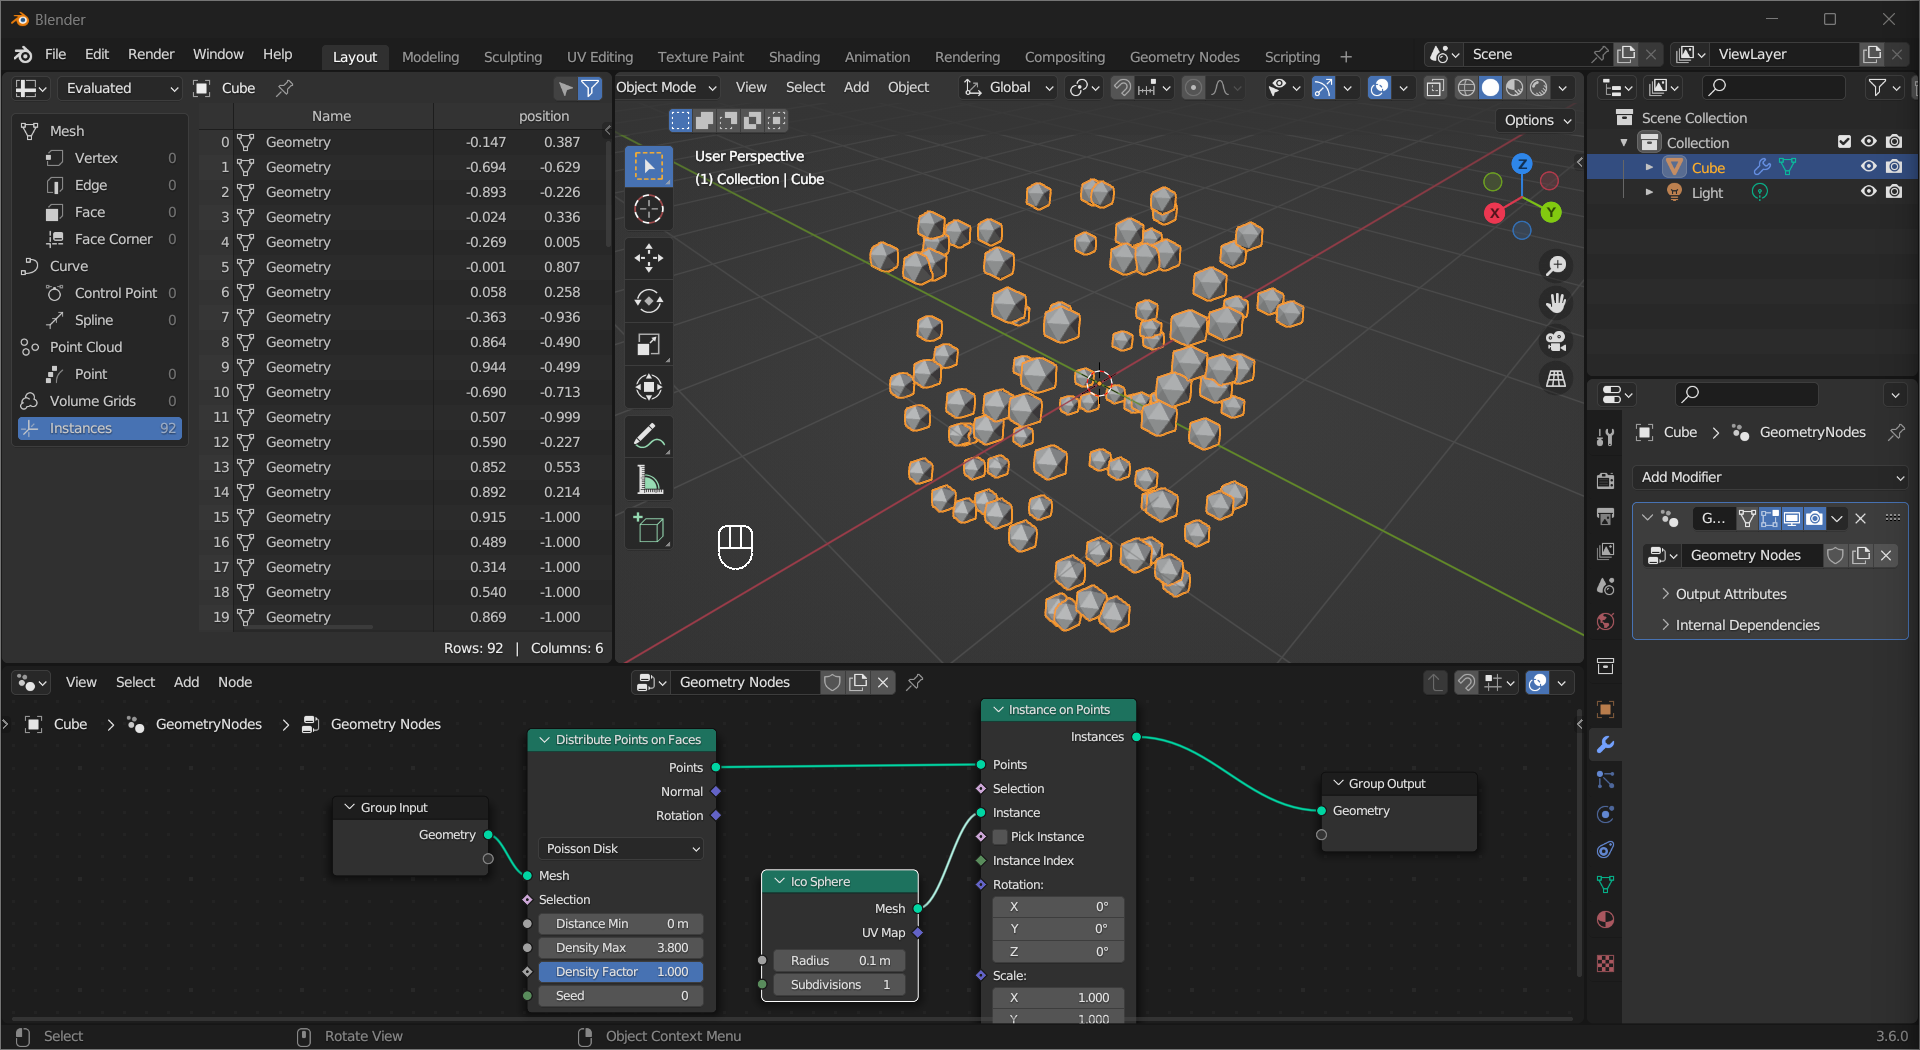 Blender
File Edit Render Window Help Layout Modeling Sculpting UV Editing Texture Paint Shading Animation Rendering Compositing Geometry Nodes Scripting + Scene ViewLayer
Evaluated Cube
Mesh
Vertex 0
Edge 0
Face 0
Face Corner 0
Curve
Control Point 0
Spline 0
Point Cloud
Point 0
Volume Grids
Instances 92
Name position
0 Geometry -0.147 0.387
1 Geometry -0.694 -0.629
2 Geometry -0.893 -0.226
3 Geometry -0.024 0.336
4 Geometry -0.269 0.005
5 Geometry -0.001 0.807
6 Geometry 0.058 0.258
7 Geometry -0.363 -0.936
8 Geometry 0.864 -0.490
9 Geometry 0.944 -0.499
10 Geometry -0.690 -0.713
11 Geometry 0.507 -0.999
12 Geometry 0.590 -0.227
13 Geometry 0.852 0.553
14 Geometry 0.892 0.214
15 Geometry 0.915 -1.000
16 Geometry 0.489 -1.000
17 Geometry 0.314 -1.000
18 Geometry 0.540 -1.000
19 Geometry 0.869 -1.000
Rows: 92 | Columns: 6
Object Mode View Select Add Object Global
Options
User Perspective
(1) Collection | Cube
Z
X
Y
Scene Collection
Collection
Cube
Light
Cube > GeometryNodes
Add Modifier
G...
Geometry Nodes
Output Attributes
Internal Dependencies
View Select Add Node Geometry Nodes
Cube > GeometryNodes > Geometry Nodes
Group Input
Geometry
Distribute Points on Faces
Points
Normal
Rotation
Poisson Disk
Mesh
Selection
Distance Min 0 m
Density Max 3.800
Density Factor 1.000
Seed 0
Ico Sphere
Mesh
UV Map
Radius 0.1 m
Subdivisions 1
Instance on Points
Instances
Points
Selection
Instance
Pick Instance
Instance Index
Rotation:
X 0°
Y 0°
Z 0°
Scale:
X 1.000
Y 1.000
Group Output
Geometry
Select Rotate View Object Context Menu 3.6.0